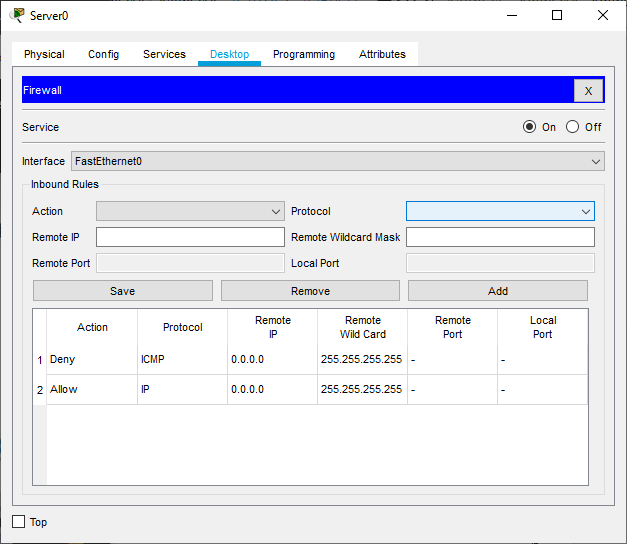 Server0
Physical Config Services Desktop Programming Attributes
Firewall X
Service On Off
Interface FastEthernet0
Inbound Rules
Action Protocol
Remote IP Remote Wildcard Mask
Remote Port Local Port
Save Remove Add
Action Protocol Remote IP Remote Wild Card Remote Port Local Port
1 Deny ICMP 0.0.0.0 255.255.255.255 - -
2 Allow IP 0.0.0.0 255.255.255.255 - -
Top